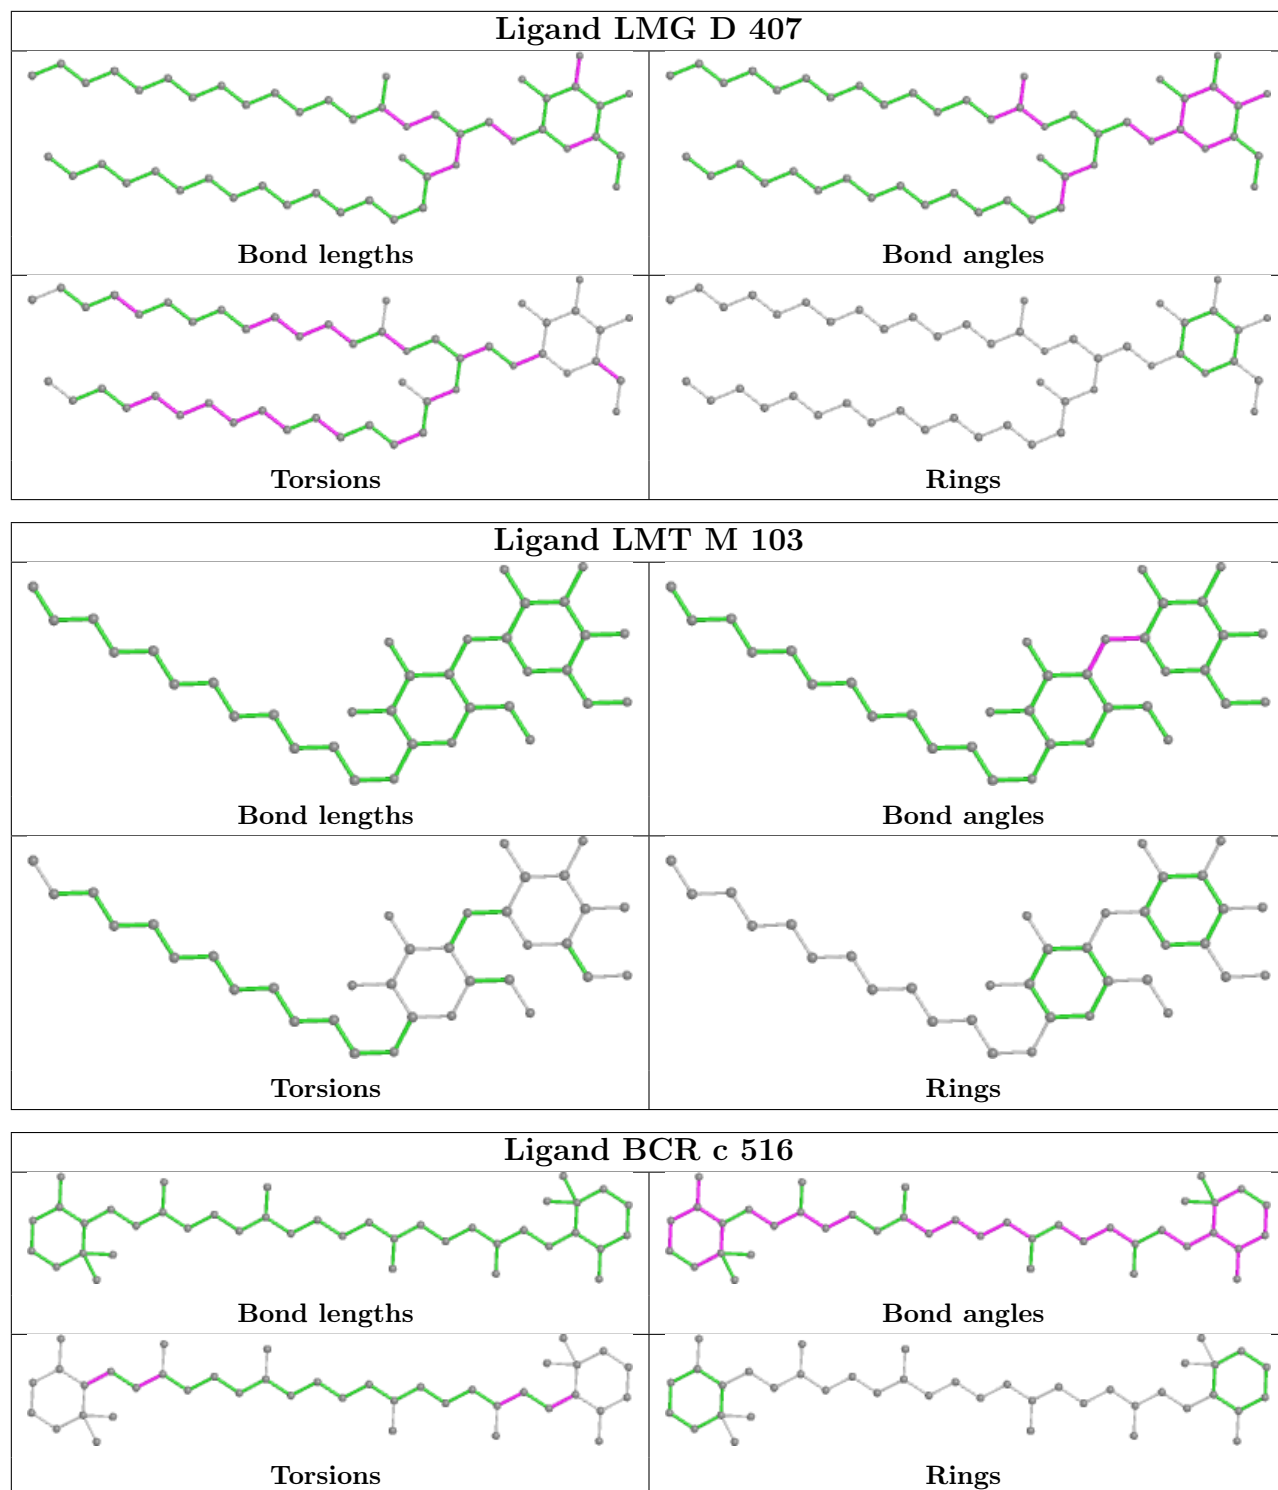 Ligand LMG D 407
Bond lengths
Bond angles
Torsions
Rings
Ligand LMT M 103
Bond lengths
Bond angles
Torsions
Rings
Ligand BCR c 516
Bond lengths
Bond angles
Torsions
Rings